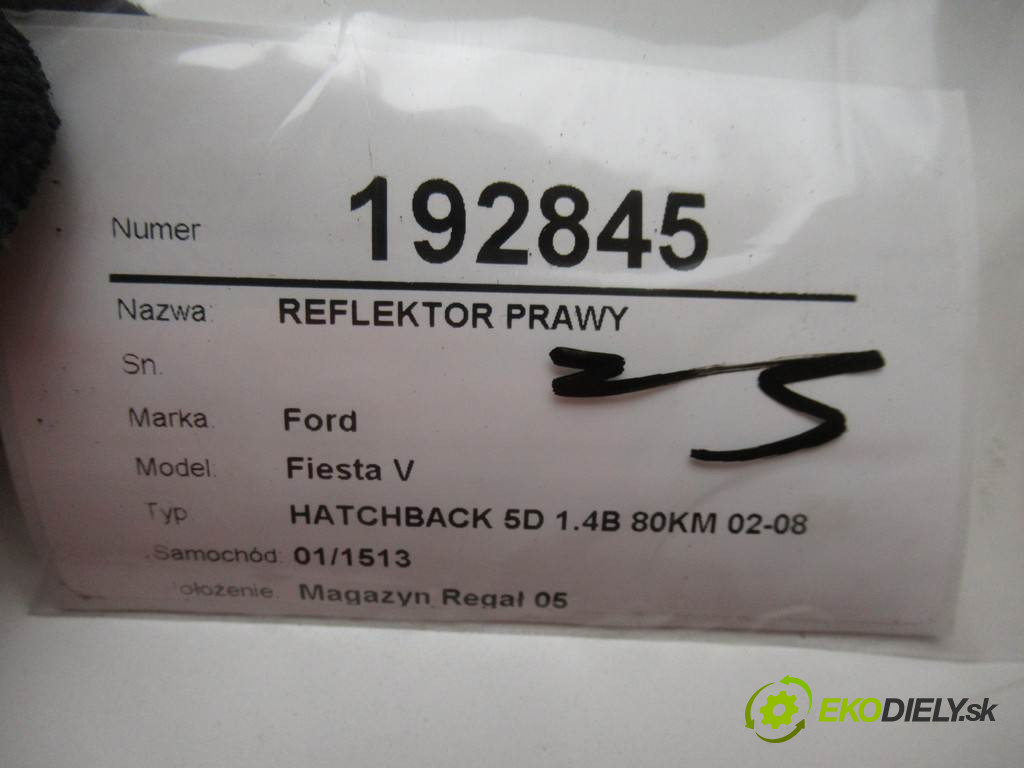 Numer 192845
Nazwa: REFLEKTOR PRAWY
Sn.
Marka. Ford
Model: Fiesta V
Typ HATCHBACK 5D 1.4B 80KM 02-08
Samochód: 01/1513
ołożenie. Magazyn Regał 05
EKODIELY.sk